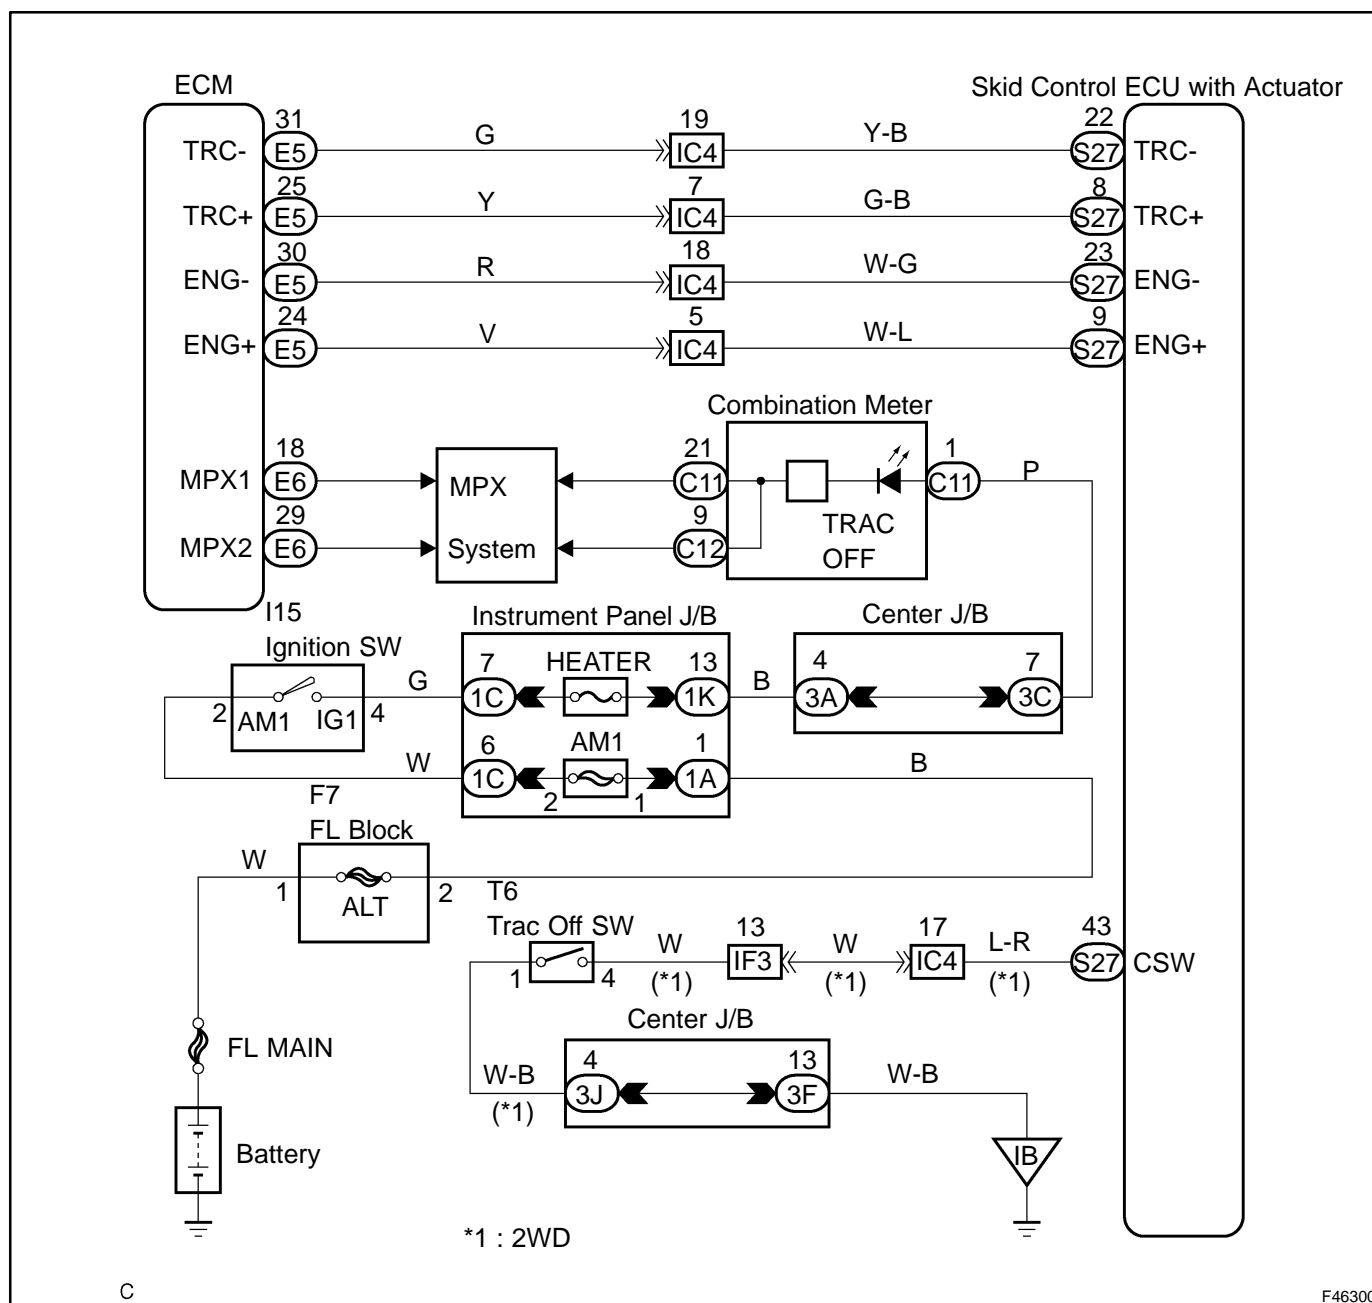 ECM
Skid Control ECU with Actuator
31
19
22
TRC-
E5
G
IC4
Y-B
S27
TRC-
25
7
8
TRC+
E5
Y
IC4
G-B
S27
TRC+
30
18
23
ENG-
E5
R
IC4
W-G
S27
ENG-
24
5
9
ENG+
E5
V
IC4
W-L
S27
ENG+
Combination Meter
18
21
1
MPX1
E6
MPX
C11
C11
P
29
9
TRAC
MPX2
E6
System
C12
OFF
I15
Ignition SW
Instrument Panel J/B
Center J/B
7
HEATER
13
4
7
G
1C
1K
B
3A
3C
2
AM1
IG1
4
6
AM1
1
W
1C
2
1
1A
B
F7
FL Block
W
1
ALT
2
T6
Trac Off SW
13
17
43
1
4
W
IF3
W
IC4
L-R
S27
CSW
(*1)
(*1)
(*1)
Center J/B
FL MAIN
4
13
W-B
3J
3F
W-B
(*1)
Battery
IB
*1 : 2WD
C
F46300